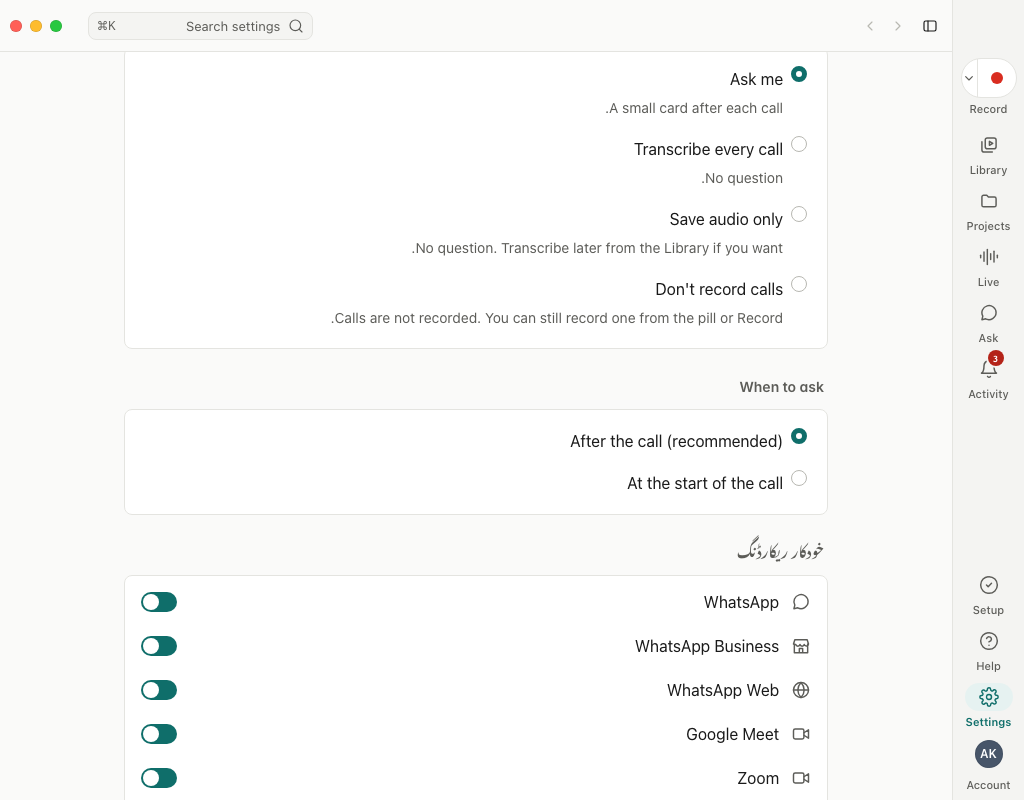 ⌘K
Search settings
Ask me
A small card after each call.
Transcribe every call
No question.
Save audio only
No question. Transcribe later from the Library if you want.
Don't record calls
Calls are not recorded. You can still record one from the pill or Record.
When to ask
After the call (recommended)
At the start of the call
خودکار ریکارڈنگ
WhatsApp
WhatsApp Business
WhatsApp Web
Google Meet
Zoom
Record
Library
Projects
Live
Ask
3
Activity
Setup
Help
Settings
AK
Account